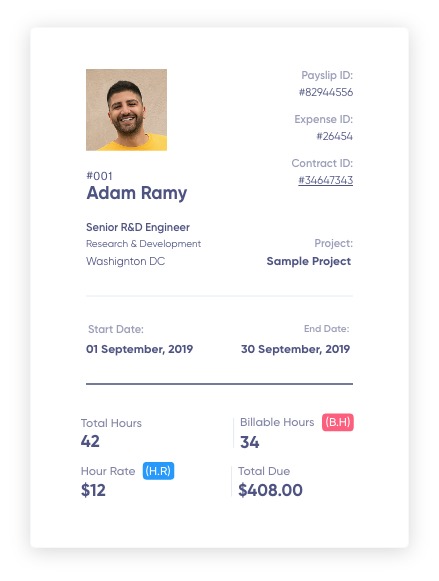 Payslip ID:
#82944556
Expense ID:
#26454
Contract ID:
#34647343
#001
Adam Ramy
Senior R&D Engineer
Research & Development
Washignton DC
Project:
Sample Project
Start Date:
End Date:
01 September, 2019
30 September, 2019
Total Hours
42
Billable Hours (B.H)
34
Hour Rate (H.R)
$12
Total Due
$408.00